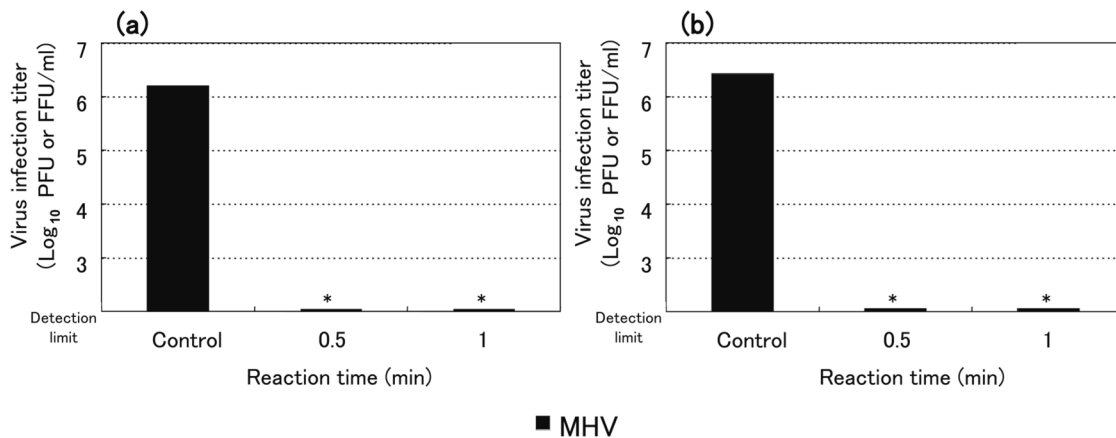 (a)
Virus infection titer
(Log10 PFU or FFU/ml)
7
6
5
4
3
Detection
limit
* *
Control 0.5 1
Reaction time (min)
(b)
Virus infection titer
(Log10 PFU or FFU/ml)
7
6
5
4
3
Detection
limit
* *
Control 0.5 1
Reaction time (min)
MHV